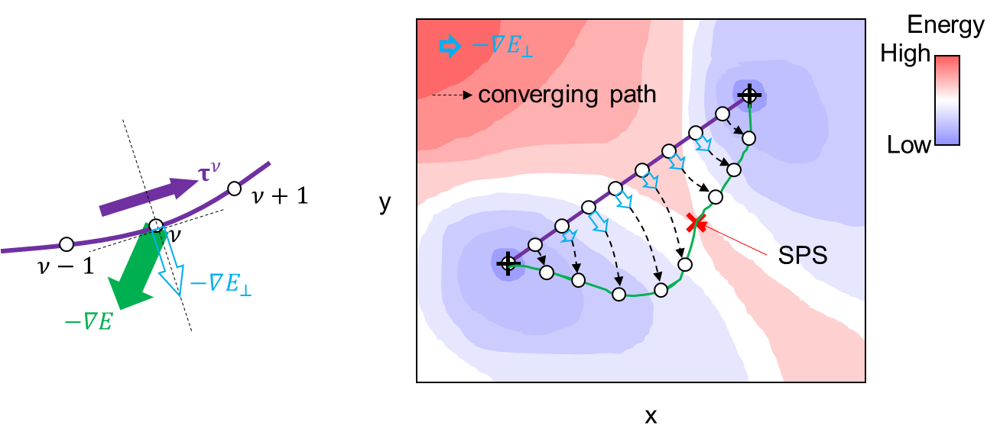 τ^ν
ν + 1
ν
ν − 1
−∇E⊥
−∇E
Energy
High
Low
−∇E⊥
converging path
y
SPS
x